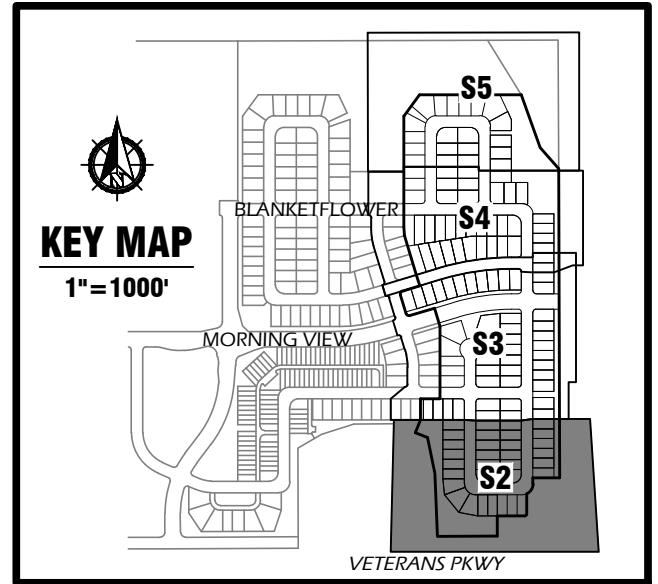 S5
N
BLANKETFLOWER
S4
KEY MAP
1"=1000'
MORNING VIEW
S3
S2
VETERANS PKWY